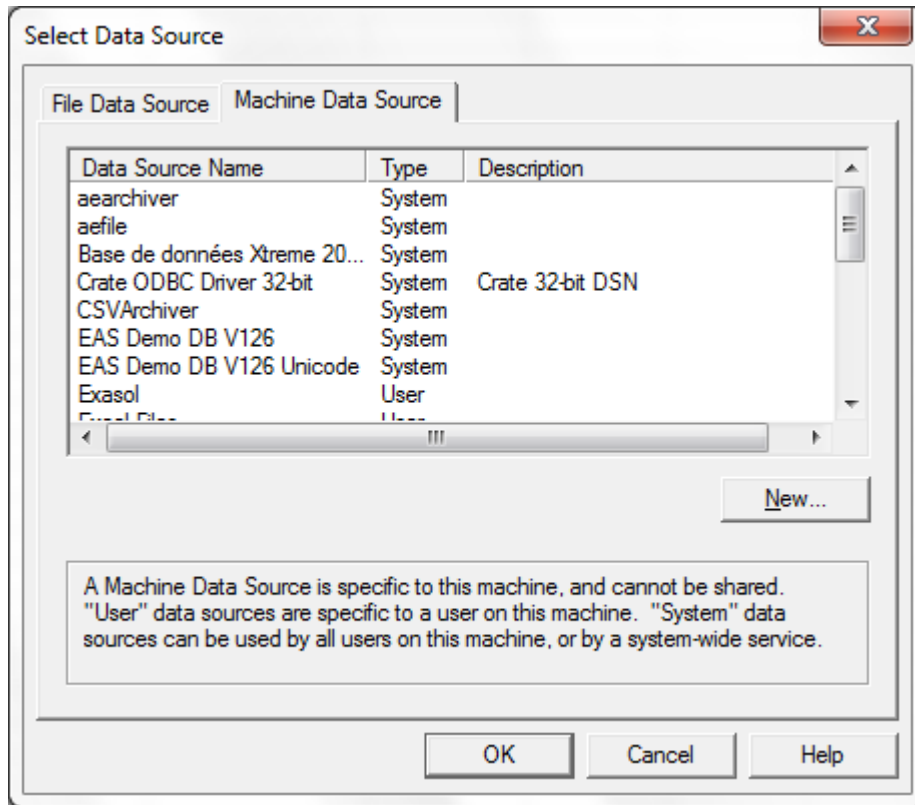 Select Data Source
File Data Source Machine Data Source
Data Source Name Type Description
aearchiver System
aefile System
Base de données Xtreme 20... System
Crate ODBC Driver 32-bit System Crate 32-bit DSN
CSVArchiver System
EAS Demo DB V126 System
EAS Demo DB V126 Unicode System
Exasol User
New...
A Machine Data Source is specific to this machine, and cannot be shared.
"User" data sources are specific to a user on this machine. "System" data
sources can be used by all users on this machine, or by a system-wide service.
OK Cancel Help